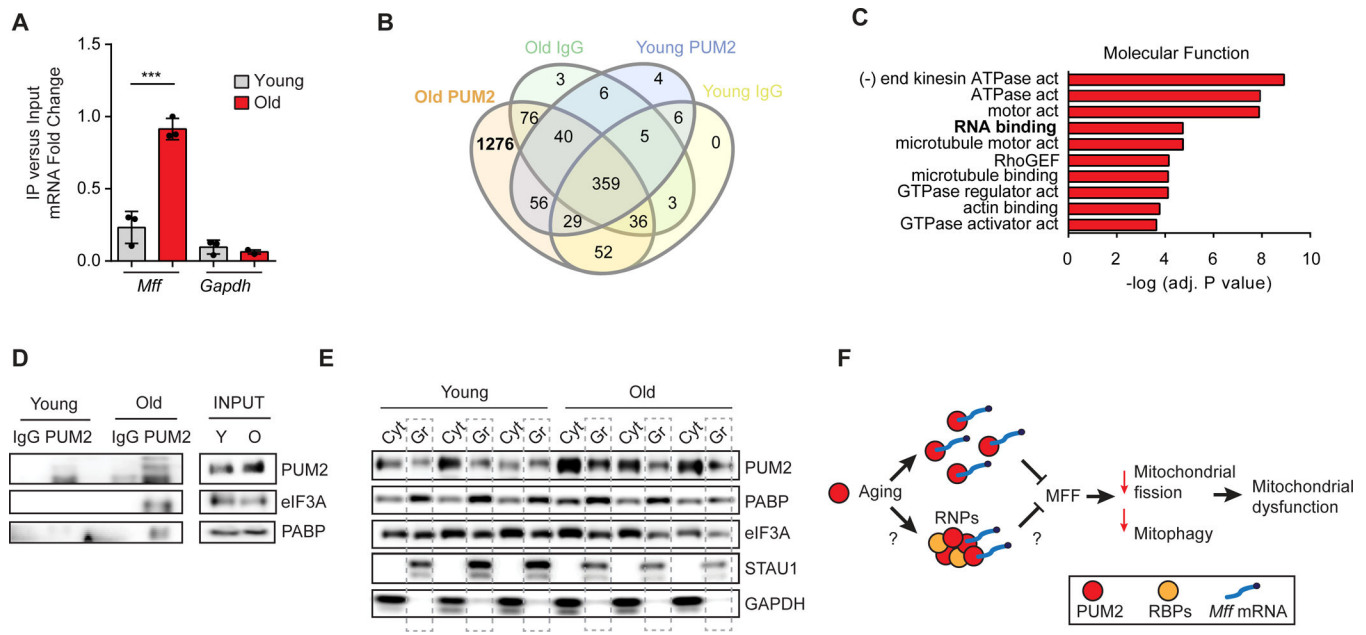 A
IP versus Input
mRNA Fold Change
1.5
1.0
0.5
0.0
***
Young
Old
Mff
Gapdh
B
Old IgG
Young PUM2
Old PUM2
Young IgG
3
4
6
76
6
1276
40
5
0
359
56
3
29
36
52
C
Molecular Function
(-) end kinesin ATPase act
ATPase act
motor act
RNA binding
microtubule motor act
RhoGEF
microtubule binding
GTPase regulator act
actin binding
GTPase activator act
0 2 4 6 8 10
-log (adj. P value)
D
Young Old INPUT
IgG PUM2 IgG PUM2 Y O
PUM2
eIF3A
PABP
E
Young Old
Cyt Gr Cyt Gr Cyt Gr Cyt Gr Cyt Gr Cyt Gr
PUM2
PABP
eIF3A
STAU1
GAPDH
F
Aging
?
RNPs
?
MFF
Mitochondrial
fission
Mitophagy
Mitochondrial
dysfunction
PUM2 RBPs Mff mRNA